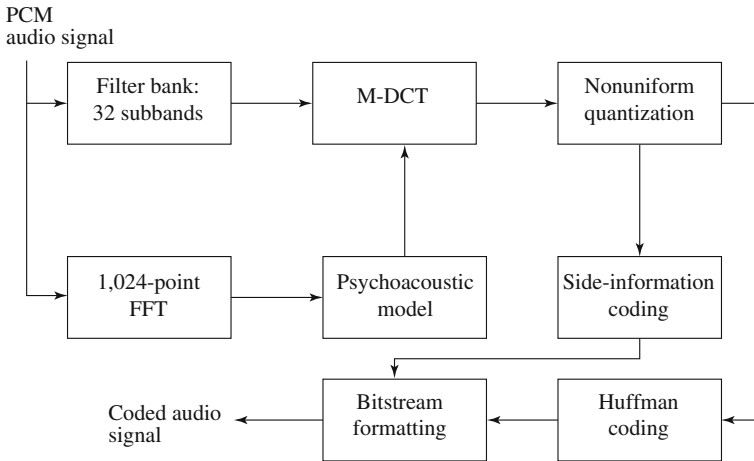 PCM
audio signal
Filter bank:
32 subbands
M-DCT
Nonuniform
quantization
1,024-point
FFT
Psychoacoustic
model
Side-information
coding
Coded audio
signal
Bitstream
formatting
Huffman
coding